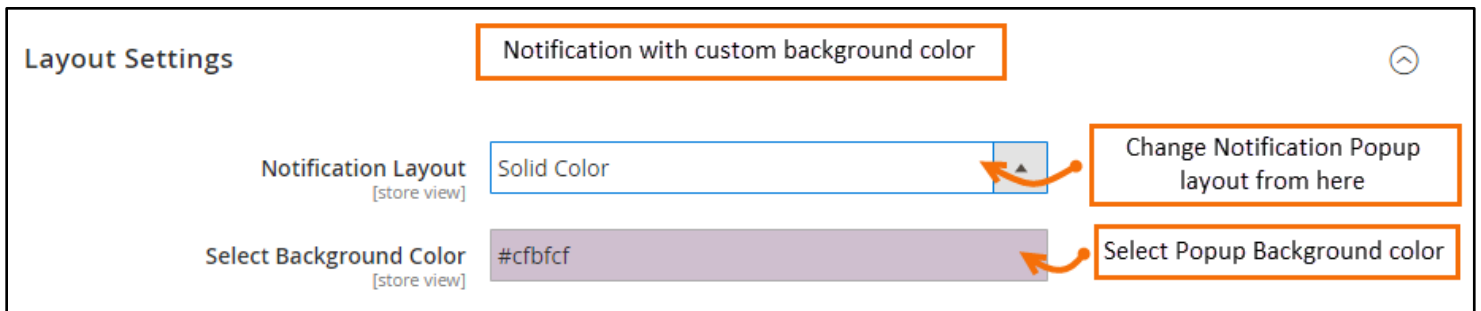 Layout Settings
Notification with custom background color
Notification Layout
[store view]
Solid Color
Change Notification Popup
layout from here
Select Background Color
[store view]
#cfbfcf
Select Popup Background color